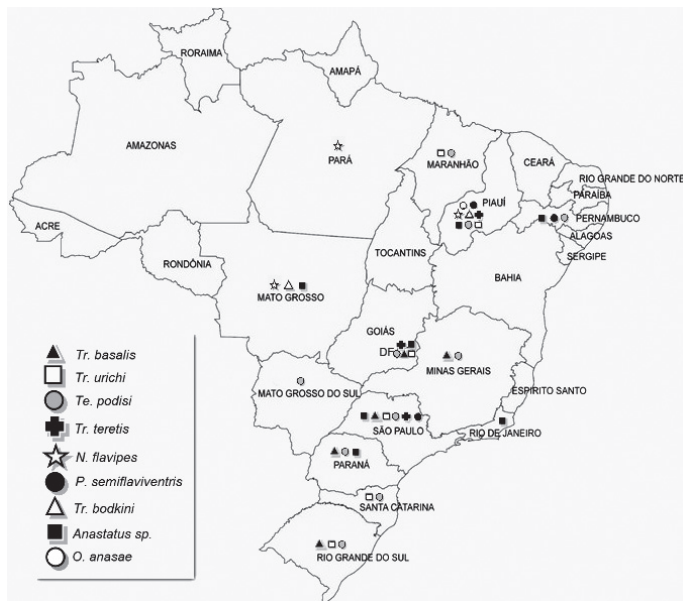 RORAIMA
AMAPÁ
AMAZONAS
PARÁ
MARANHÃO
CEARÁ
RIO GRANDE DO NORTE
PARAÍBA
PIAUÍ
PERNAMBUCO
ALAGOAS
SERGIPE
ACRE
RONDÔNIA
TOCANTINS
BAHIA
MATO GROSSO
GOIÁS
DF
MINAS GERAIS
ESPÍRITO SANTO
MATO GROSSO DO SUL
SÃO PAULO
RIO DE JANEIRO
PARANÁ
SANTA CATARINA
RIO GRANDE DO SUL
Tr. basalis
Tr. urichi
Te. podisi
Tr. teretis
N. flavipes
P. semiflaviventris
Tr. bodkini
Anastatus sp.
O. anasae